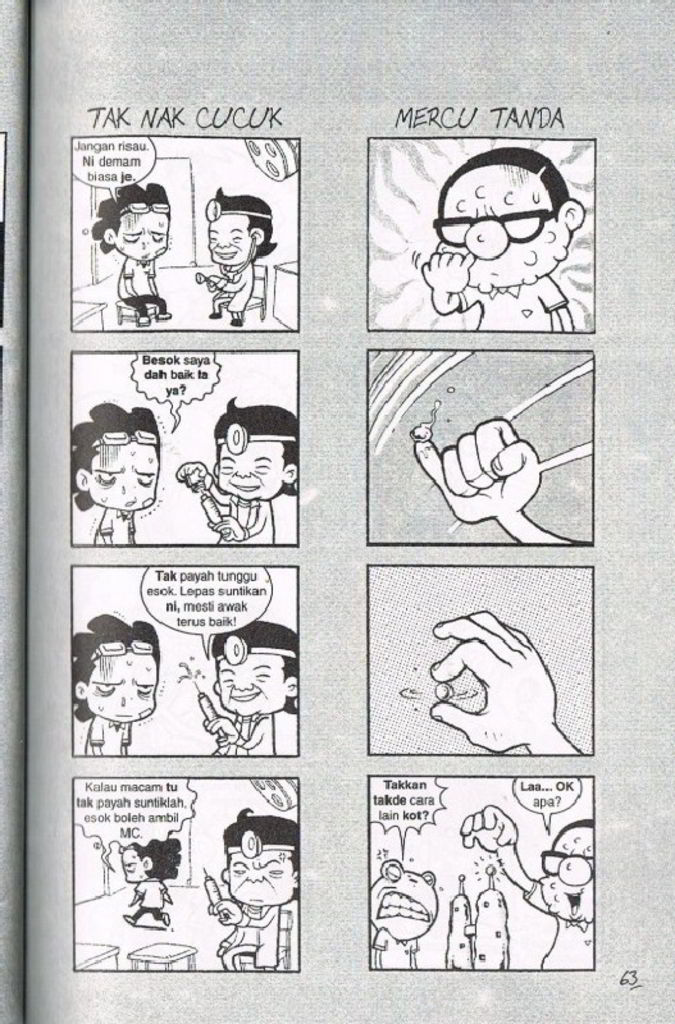 TAK NAK CUCUK
Jangan risau.
Ni demam
biasa je.
Besok saya
dah baik la
ya?
Tak payah tunggu
esok. Lepas suntikan
ni, mesti awak
terus baik!
Kalau macam tu
tak payah suntiklah,
esok boleh ambil
MC.
MERCU TANDA
Takkan
takde cara
lain kot?
Laa... OK
apa?
63